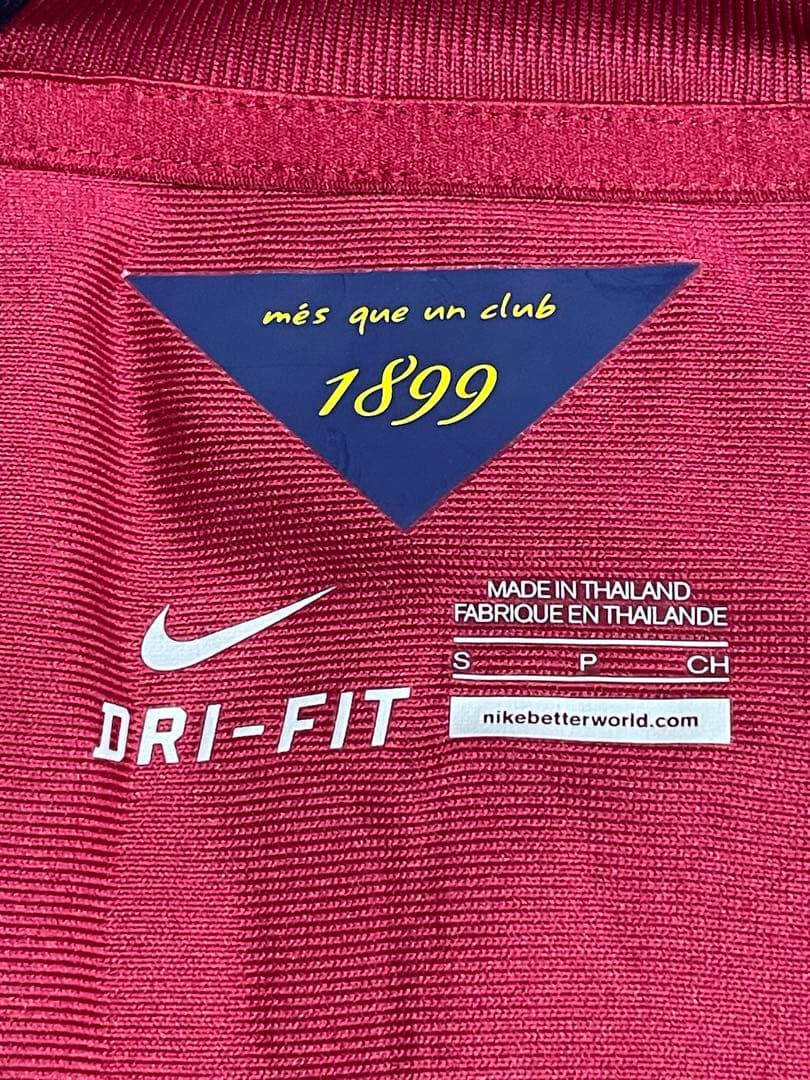 més que un club
1899
DRI-FIT
MADE IN THAILAND
FABRIQUE EN THAILANDE
S P CH
nikebetterworld.com